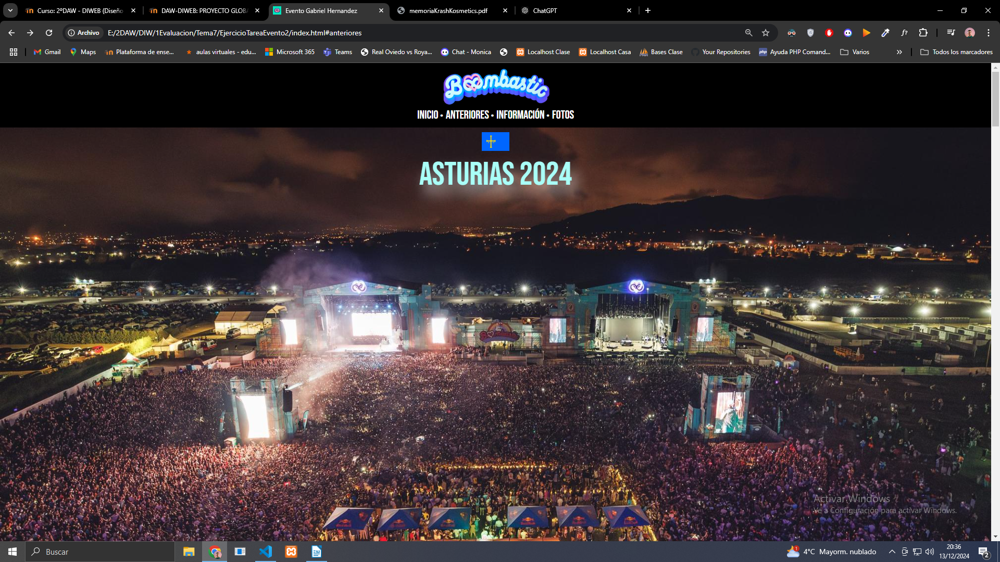 Curso: 2ºDAW - DIWEB (Diseño
DAW-DIWEB: PROYECTO GLOBA
Evento Gabriel Hernandez
memoriaKrashKosmetics.pdf
ChatGPT
Archivo
E:/2DAW/DIW/1Evaluacion/Tema7/EjercicioTareaEvento2/index.html#anteriores
Gmail
Maps
Plataforma de ense...
aulas virtuales - edu...
Microsoft 365
Teams
Real Oviedo vs Roya...
Chat - Monica
Localhost Clase
Localhost Casa
Bases Clase
Your Repositories
Ayuda PHP Comand...
Varios
Todos los marcadores
Boombastic
INICIO • ANTERIORES • INFORMACIÓN • FOTOS
ASTURIAS 2024
Activar Windows
Ve a Configuración para activar Windows.
Buscar
4°C Mayorm. nublado
20:36
13/12/2024
2